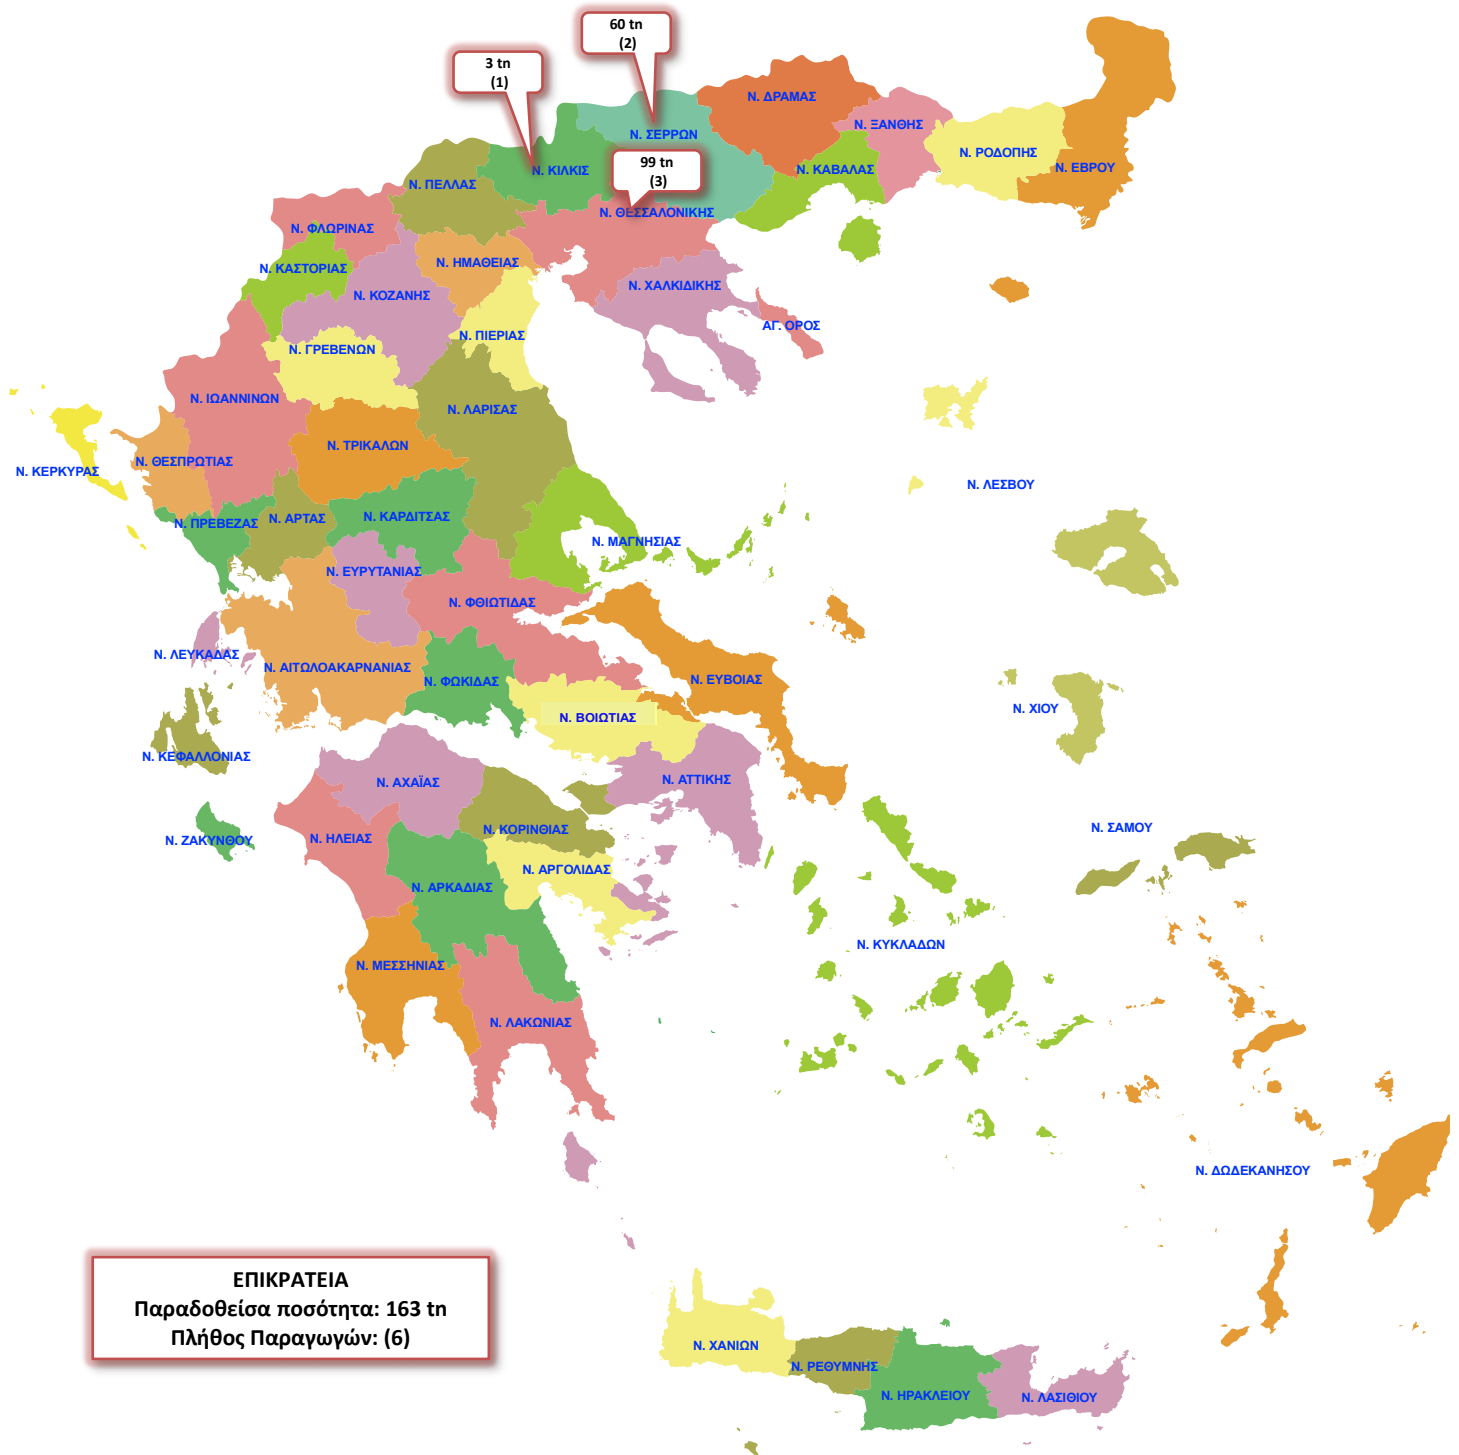 60 tn
(2)
3 tn
(1)
Ν. ΔΡΑΜΑΣ
Ν. ΞΑΝΘΗΣ
Ν. ΣΕΡΡΩΝ
Ν. ΡΟΔΟΠΗΣ
99 tn
(3)
Ν. ΕΒΡΟΥ
Ν. ΚΑΒΑΛΑΣ
Ν. ΚΙΛΚΙΣ
Ν. ΠΕΛΛΑΣ
Ν. ΘΕΣΣΑΛΟΝΙΚΗΣ
Ν. ΦΛΩΡΙΝΑΣ
Ν. ΗΜΑΘΕΙΑΣ
Ν. ΚΑΣΤΟΡΙΑΣ
Ν. ΧΑΛΚΙΔΙΚΗΣ
Ν. ΚΟΖΑΝΗΣ
ΑΓ. ΟΡΟΣ
Ν. ΠΙΕΡΙΑΣ
Ν. ΓΡΕΒΕΝΩΝ
Ν. ΙΩΑΝΝΙΝΩΝ
Ν. ΛΑΡΙΣΑΣ
Ν. ΤΡΙΚΑΛΩΝ
Ν. ΘΕΣΠΡΩΤΙΑΣ
Ν. ΚΕΡΚΥΡΑΣ
Ν. ΛΕΣΒΟΥ
Ν. ΚΑΡΔΙΤΣΑΣ
Ν. ΑΡΤΑΣ
Ν. ΠΡΕΒΕΖΑΣ
Ν. ΜΑΓΝΗΣΙΑΣ
Ν. ΕΥΡΥΤΑΝΙΑΣ
Ν. ΦΘΙΩΤΙΔΑΣ
Ν. ΛΕΥΚΑΔΑΣ
Ν. ΑΙΤΩΛΟΑΚΑΡΝΑΝΙΑΣ
Ν. ΦΩΚΙΔΑΣ
Ν. ΕΥΒΟΙΑΣ
Ν. ΧΙΟΥ
Ν. ΒΟΙΩΤΙΑΣ
Ν. ΚΕΦΑΛΛΟΝΙΑΣ
Ν. ΑΧΑΪΑΣ
Ν. ΑΤΤΙΚΗΣ
Ν. ΣΑΜΟΥ
Ν. ΚΟΡΙΝΘΙΑΣ
Ν. ΗΛΕΙΑΣ
Ν. ΖΑΚΥΝΘΟΥ
Ν. ΑΡΓΟΛΙΔΑΣ
Ν. ΑΡΚΑΔΙΑΣ
Ν. ΚΥΚΛΑΔΩΝ
Ν. ΜΕΣΣΗΝΙΑΣ
Ν. ΛΑΚΩΝΙΑΣ
Ν. ΔΩΔΕΚΑΝΗΣΟΥ
ΕΠΙΚΡΑΤΕΙΑ
Παραδοθείσα ποσότητα: 163 tn
Πλήθος Παραγωγών: (6)
Ν. ΧΑΝΙΩΝ
Ν. ΡΕΘΥΜΝΗΣ
Ν. ΗΡΑΚΛΕΙΟΥ
Ν. ΛΑΣΙΘΙΟΥ